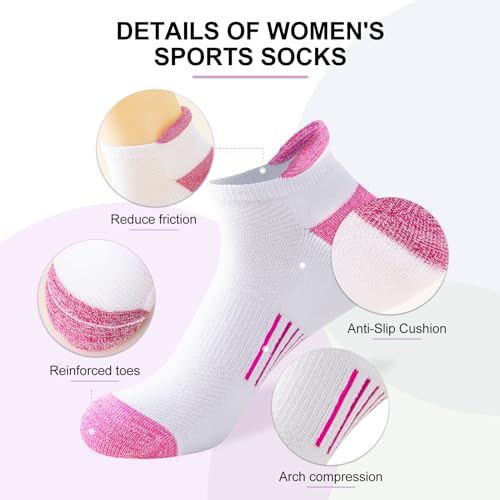 DETAILS OF WOMEN'S
SPORTS SOCKS
Reduce friction
Anti-Slip Cushion
Reinforced toes
Arch compression